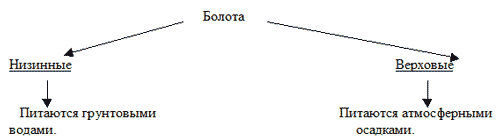 Болота
Низинные
Верховые
Питаются грунтовыми
водами.
Питаются атмосферными
осадками.